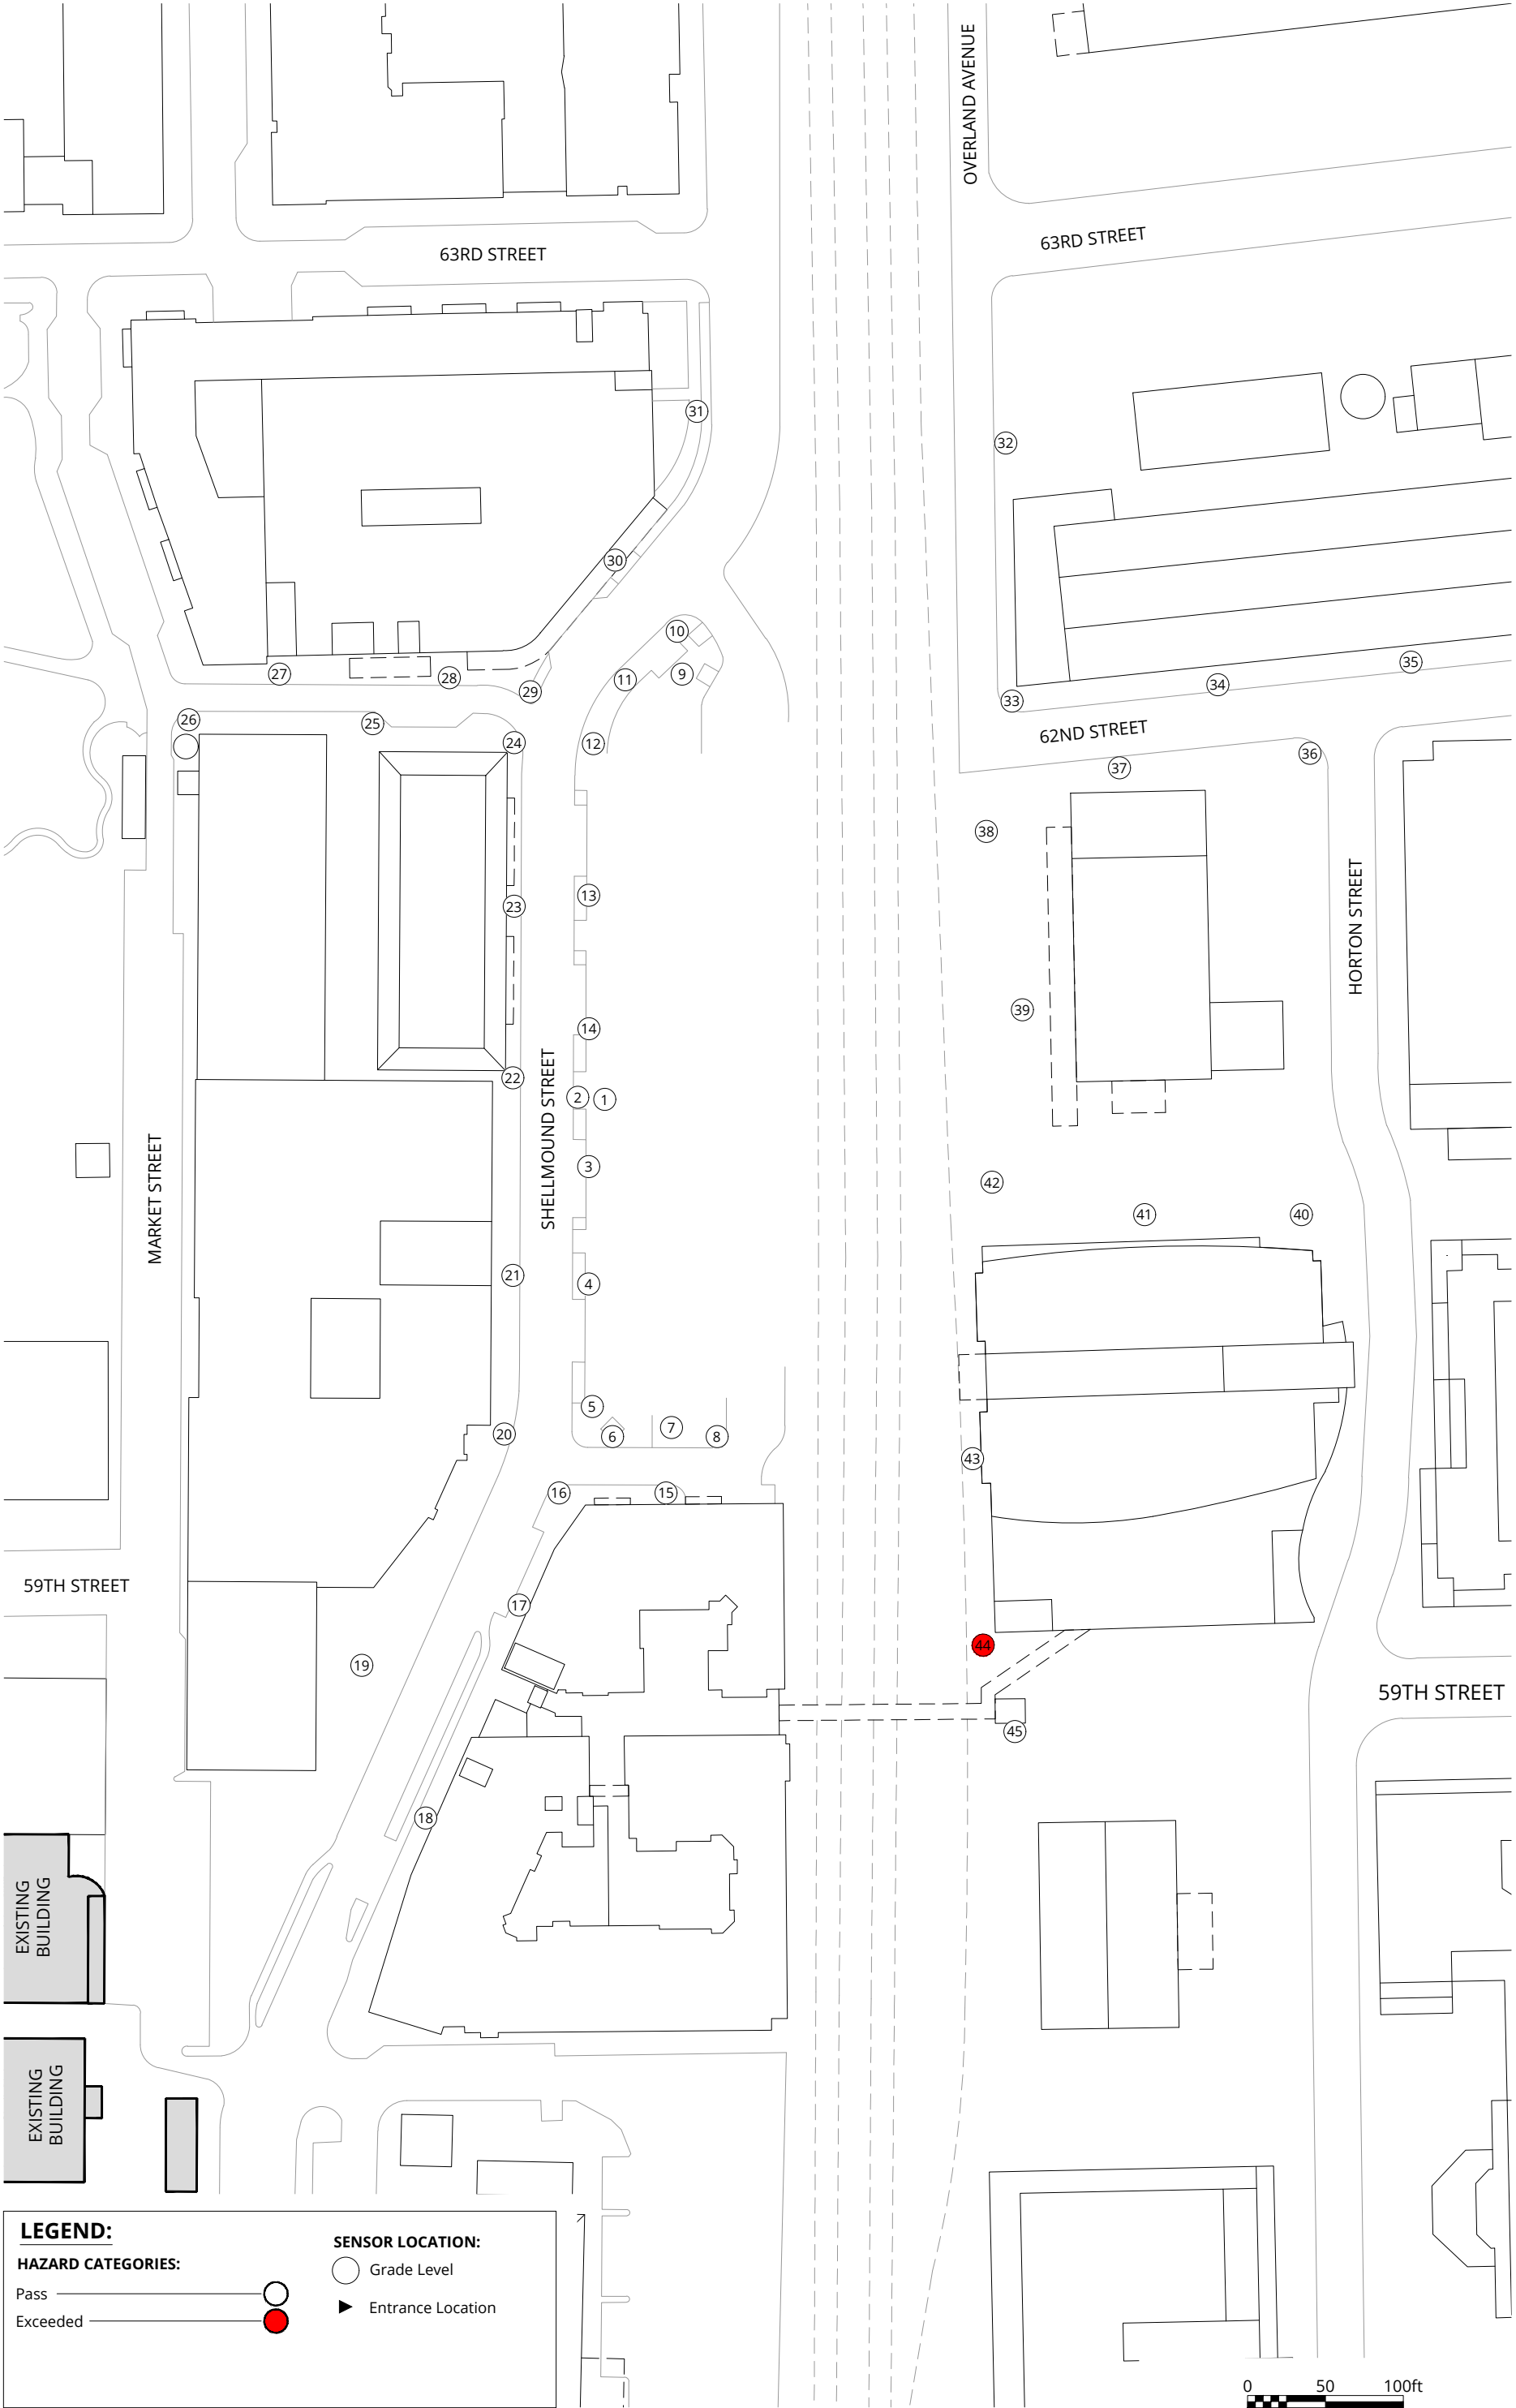 OVERLAND AVENUE
63RD STREET
63RD STREET
31
32
30
10
35
27
28
9
11
34
29
33
26
25
62ND STREET
24
12
36
37
38
13
23
HORTON STREET
39
14
22
2
1
SHELLMOUND STREET
3
MARKET STREET
42
41
40
21
4
5
7
20
6
8
43
16
15
59TH STREET
17
44
19
59TH STREET
45
18
EXISTING
BUILDING
EXISTING
BUILDING
LEGEND:
HAZARD CATEGORIES:
Pass
Exceeded
SENSOR LOCATION:
Grade Level
Entrance Location
0 50 100ft